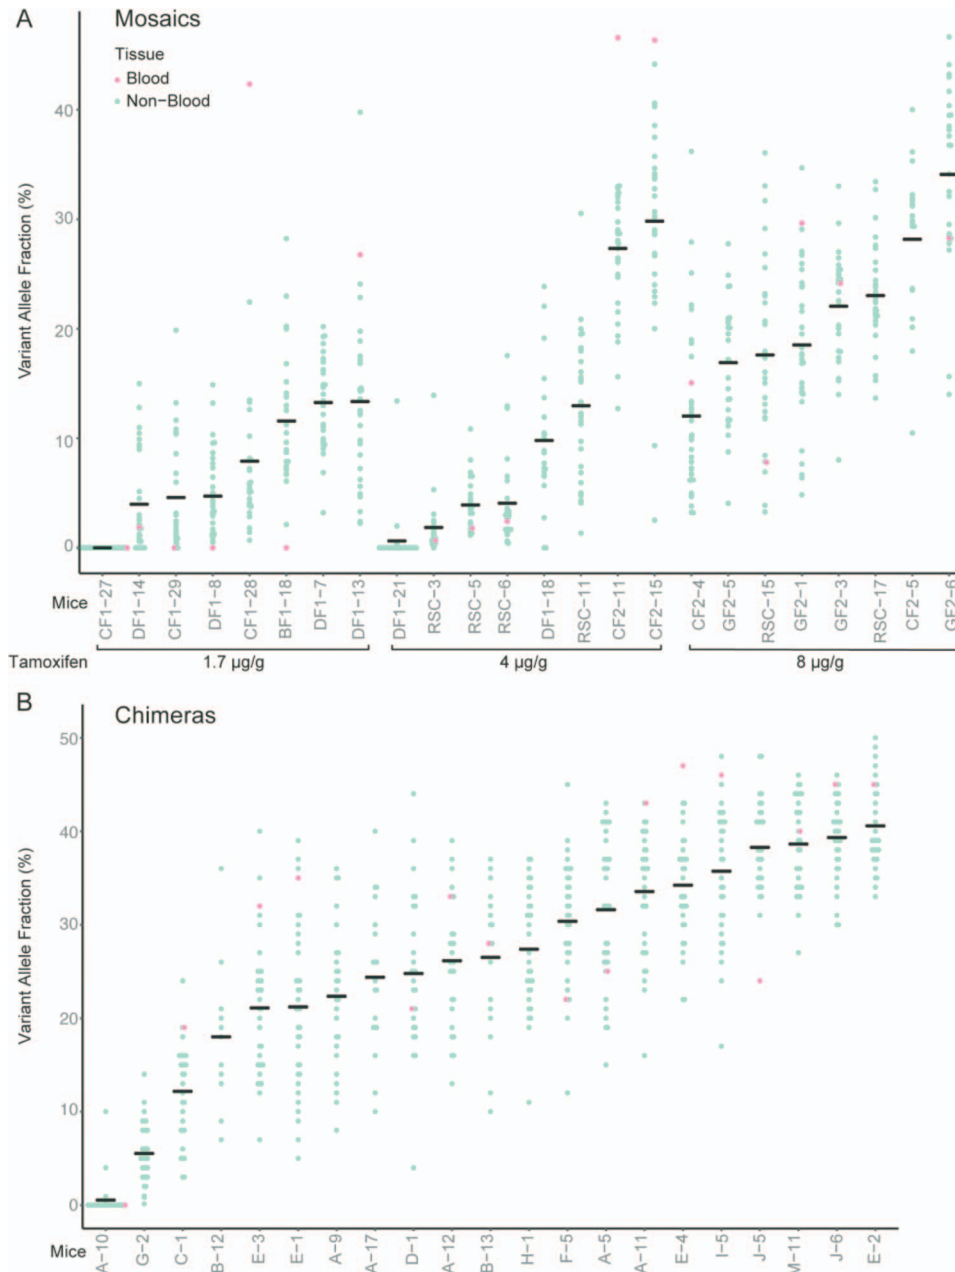 A
Mosaics
Tissue
Blood
Non-Blood
Variant Allele Fraction (%)
40
30
20
10
0
Mice
CF1-27
DF1-14
CF1-29
DF1-8
CF1-28
BF1-18
DF1-7
DF1-13
DF1-21
RSC-3
RSC-5
RSC-6
DF1-18
RSC-11
CF2-11
CF2-15
CF2-4
GF2-5
RSC-15
GF2-1
GF2-3
RSC-17
CF2-5
GF2-6
Tamoxifen
1.7 µg/g
4 µg/g
8 µg/g
B
Chimeras
Variant Allele Fraction (%)
50
40
30
20
10
0
Mice
A-10
G-2
C-1
B-12
E-3
E-1
A-9
A-17
D-1
A-12
B-13
H-1
F-5
A-5
A-11
E-4
I-5
J-5
M-11
J-6
E-2